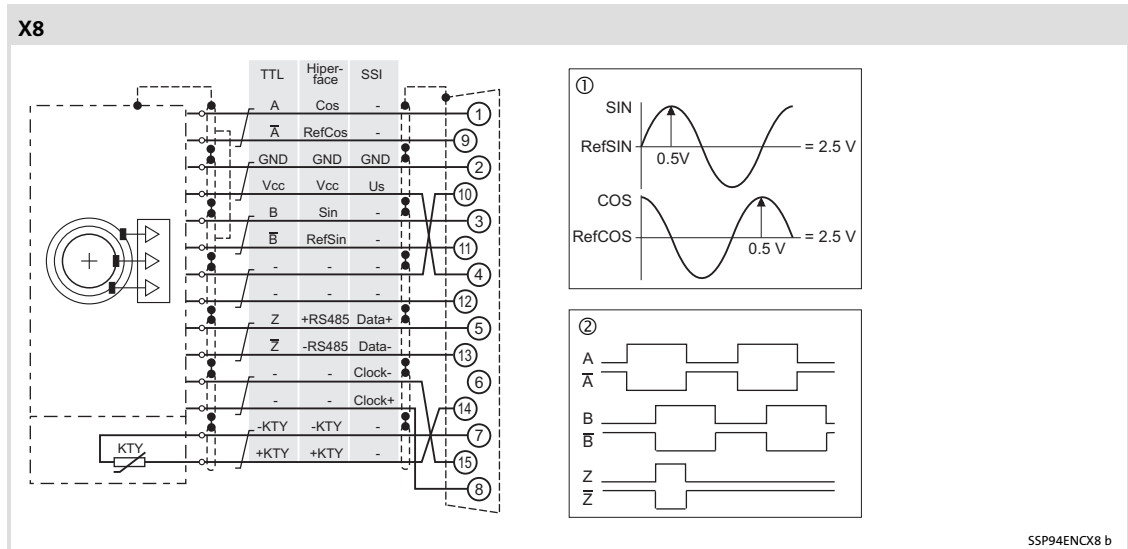 X8
TTL Hiper-face SSI
A Cos - 1
A̅ RefCos - 9
GND GND GND 2
Vcc Vcc Us 10
B Sin - 3
B̅ RefSin - 11
- - - 4
- - - 12
Z +RS485 Data+ 5
Z̅ -RS485 Data- 13
- - Clock- 6
- - Clock+ 14
-KTY -KTY - 7
+KTY +KTY - 15
8
KTY
①
SIN
RefSIN 0.5V = 2.5 V
COS
RefCOS 0.5 V = 2.5 V
②
A
A̅
B
B̅
Z
Z̅
SSP94ENCX8 b